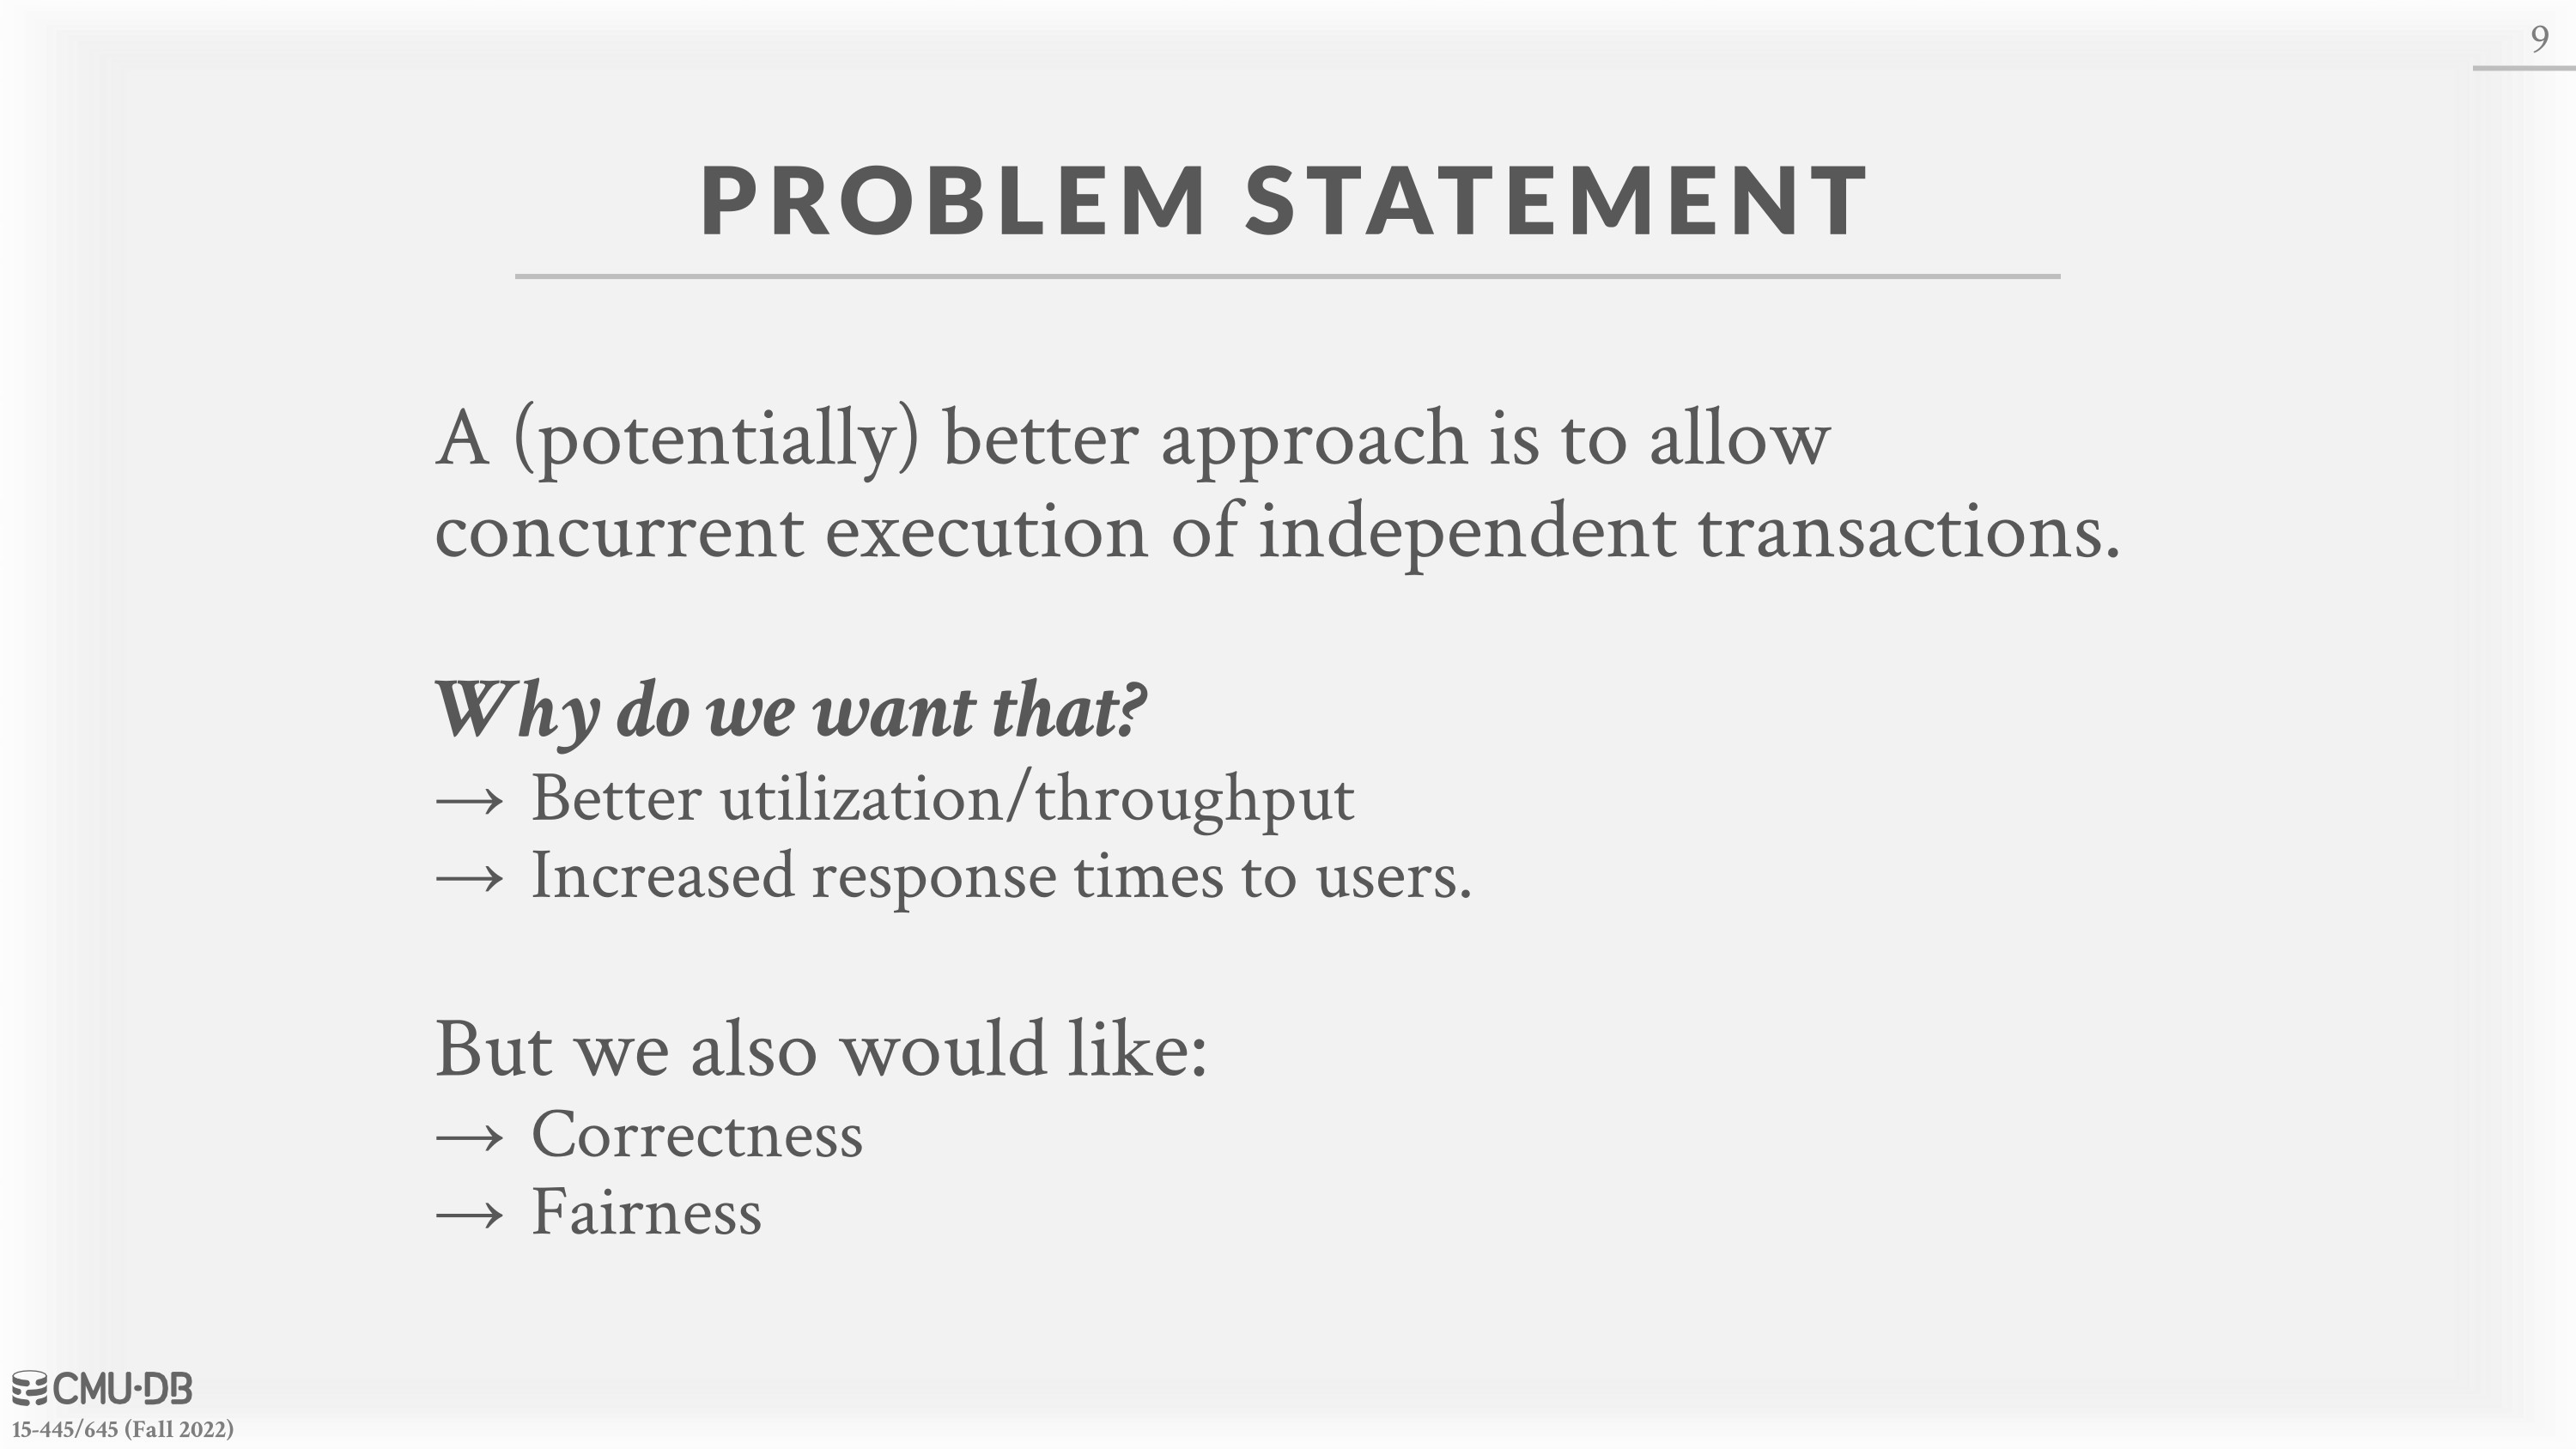 9
PROBLEM STATEMENT
A (potentially) better approach is to allow
concurrent execution of independent transactions.
Why do we want that?
→ Better utilization/throughput
→ Increased response times to users.
But we also would like:
→ Correctness
→ Fairness
CMU·DB
15-445/645 (Fall 2022)